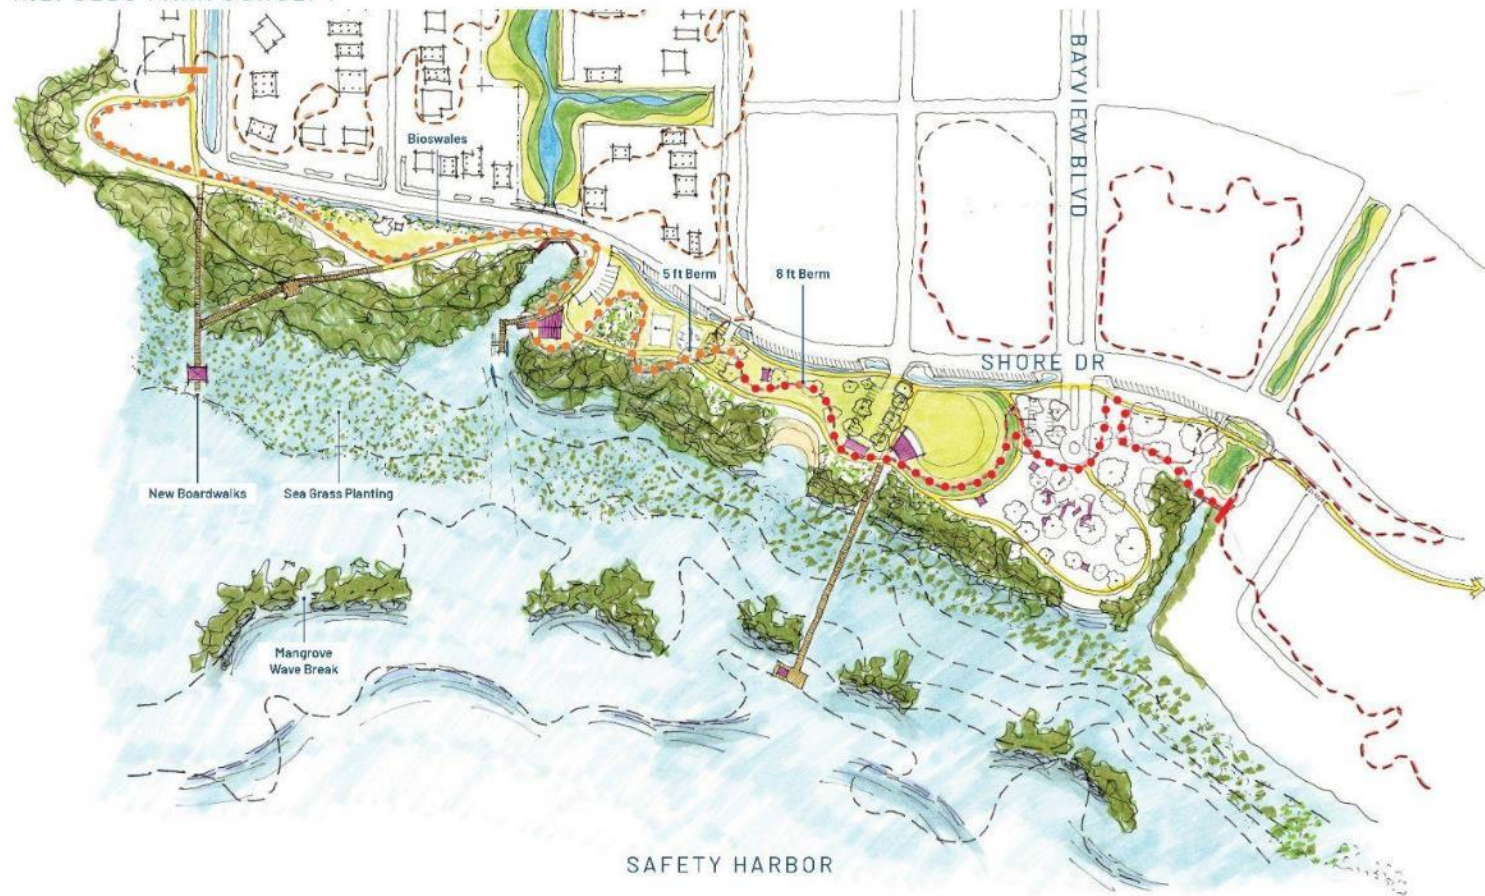 BAYVIEW BLVD
Bioswales
5 ft Berm
8 ft Berm
SHORE DR
New Boardwalks
Sea Grass Planting
Mangrove
Wave Break
SAFETY HARBOR